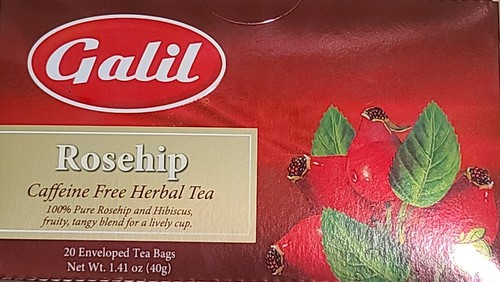 Galil
Rosehip
Caffeine Free Herbal Tea
100% Pure Rosehip and Hibiscus,
fruity, tangy blend for a lively cup.
20 Enveloped Tea Bags
Net Wt. 1.41 oz (40g)